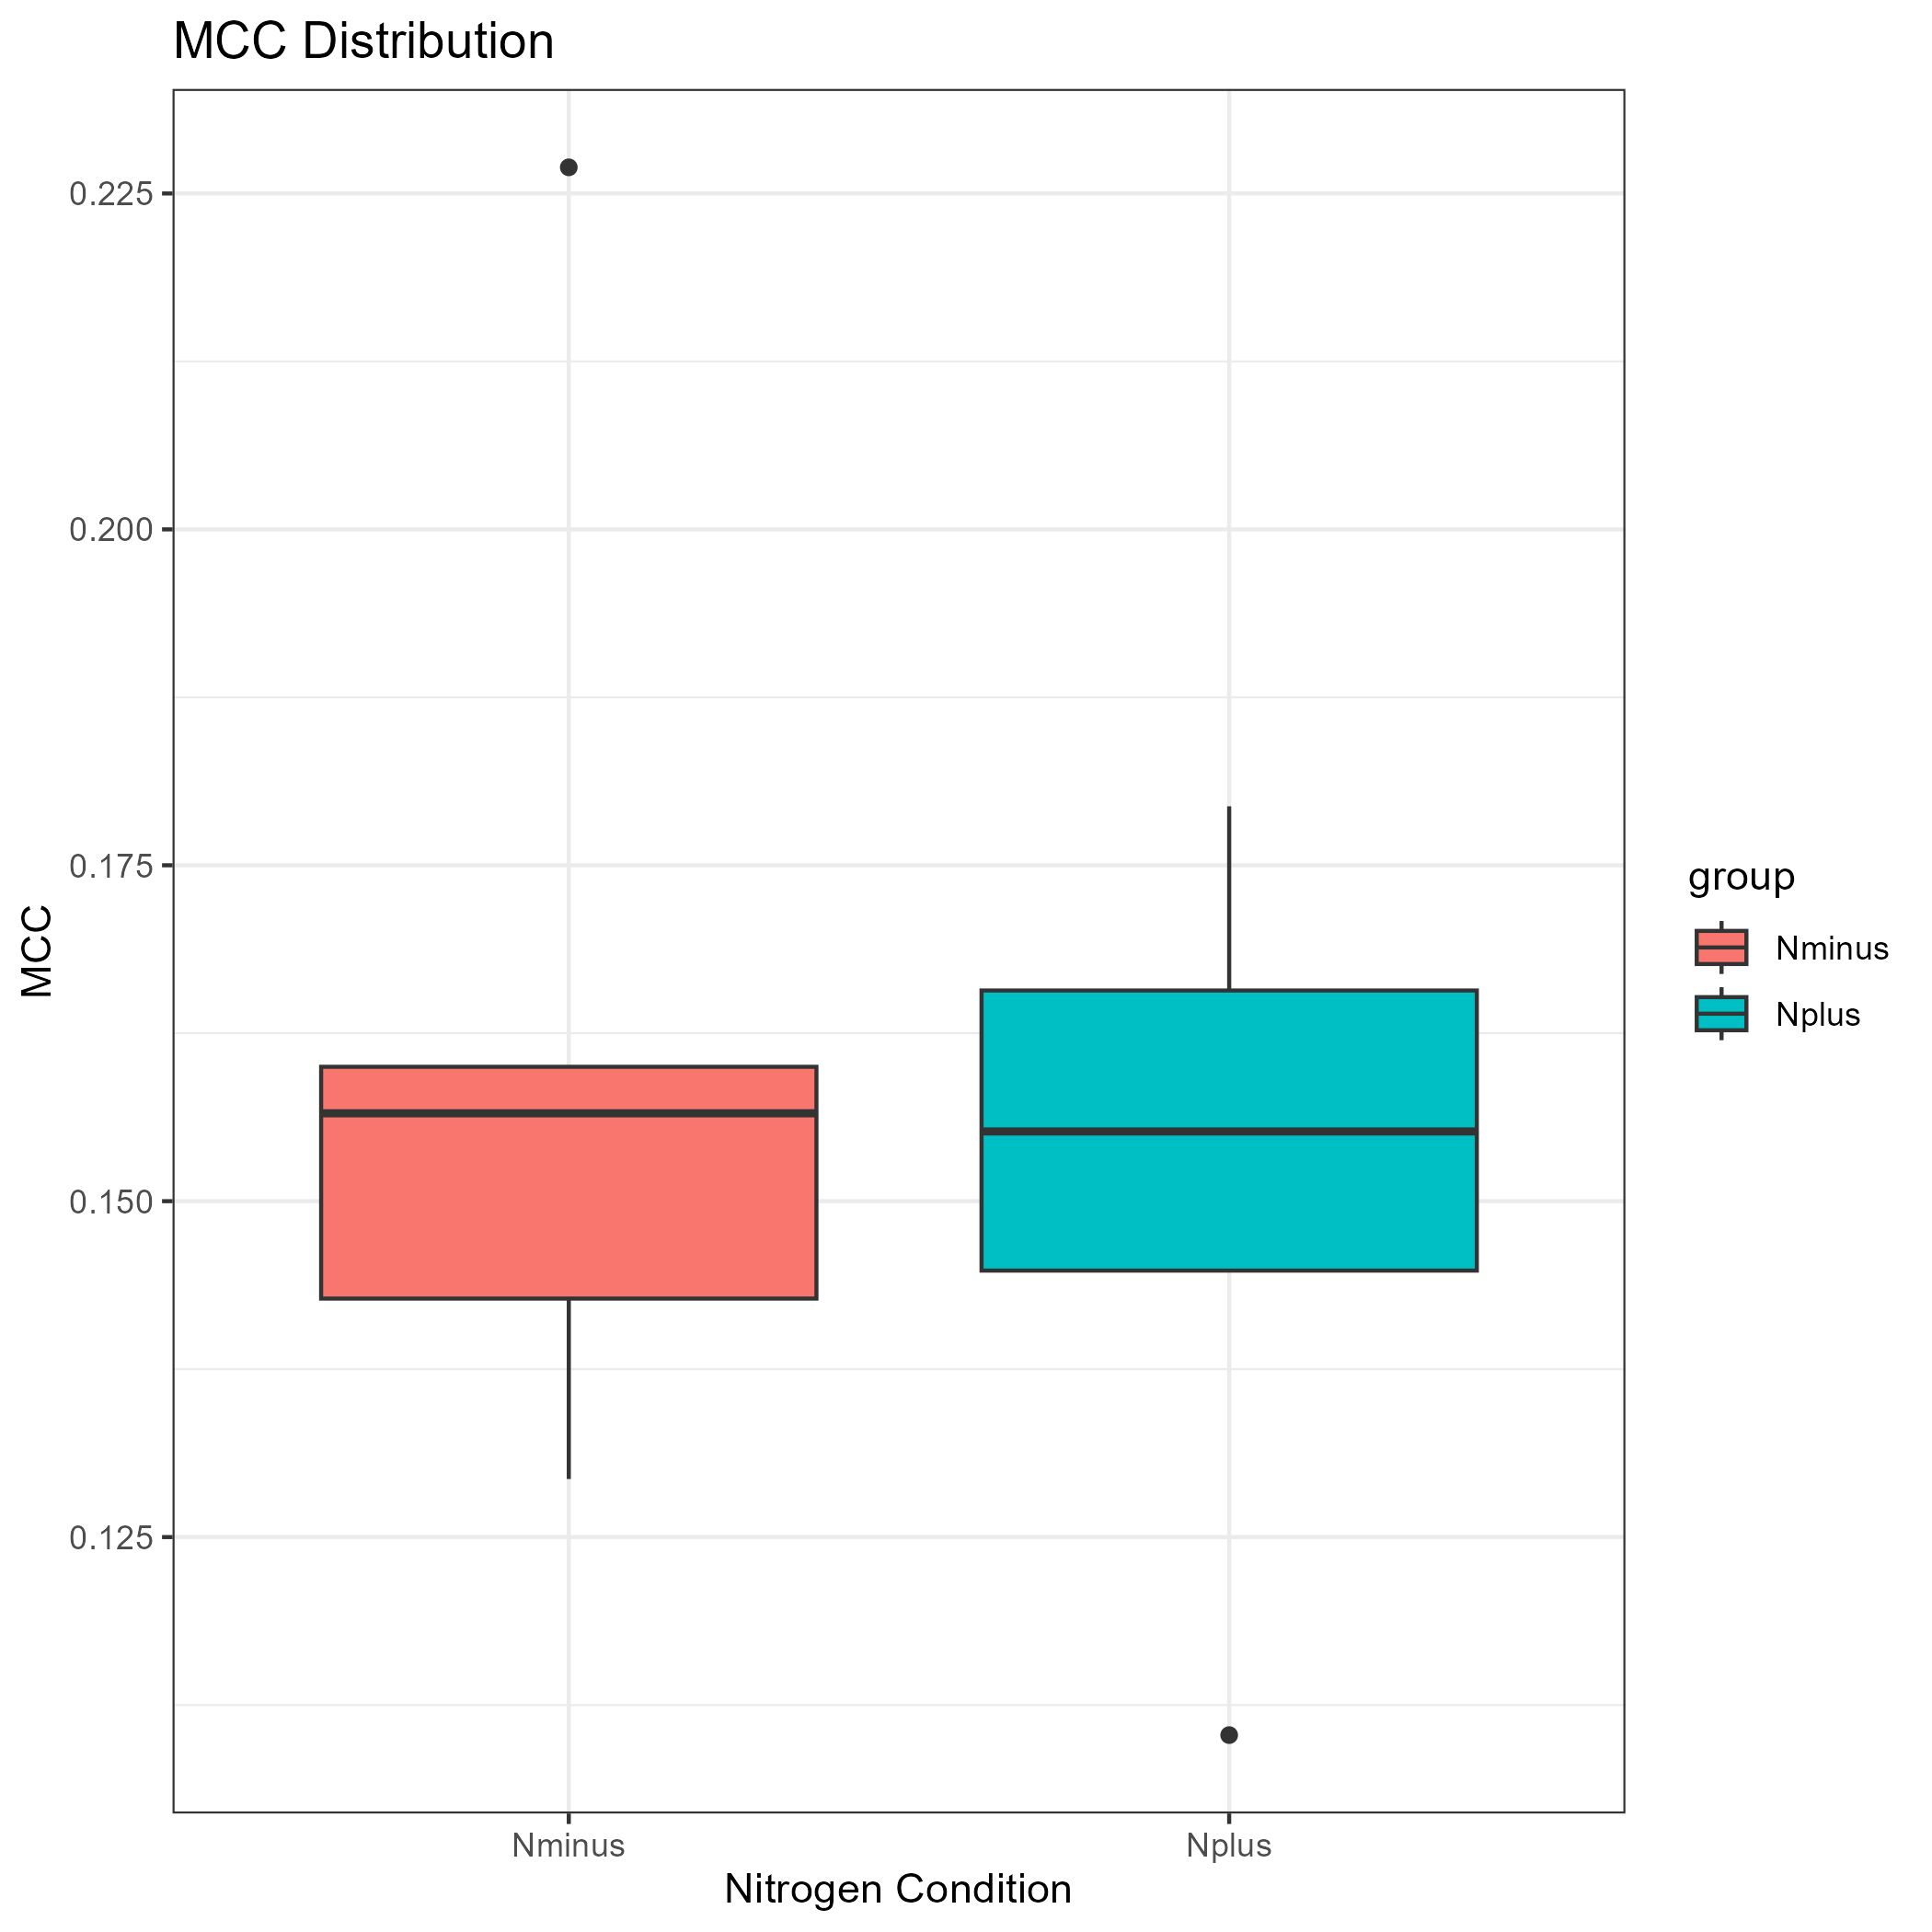 MCC Distribution
0.225
0.200
0.175
0.150
0.125
MCC
Nminus
Nplus
Nitrogen Condition
group
Nminus
Nplus